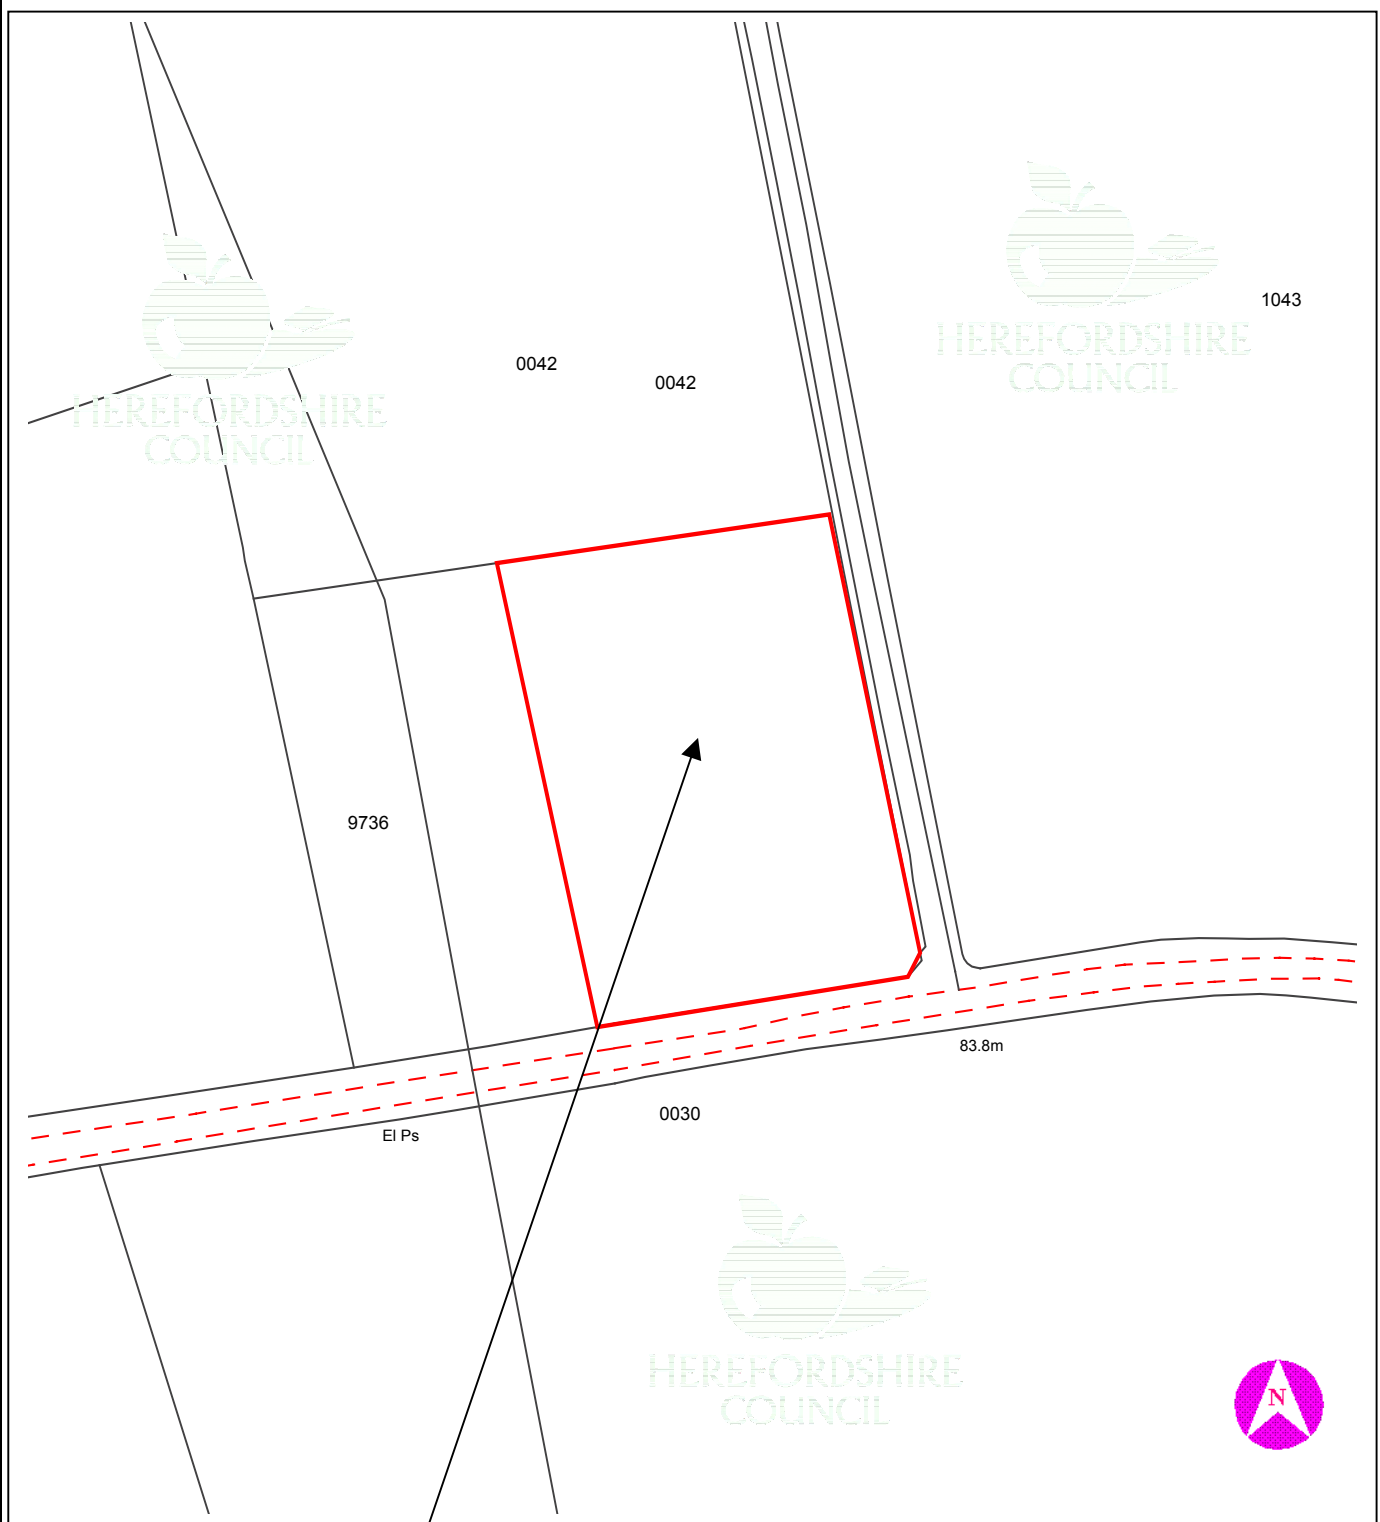 1043
HEREFORDSHIRE
COUNCIL
0042
0042
HEREFORDSHIRE
COUNCIL
9736
83.8m
0030
El Ps
HEREFORDSHIRE
COUNCIL
N